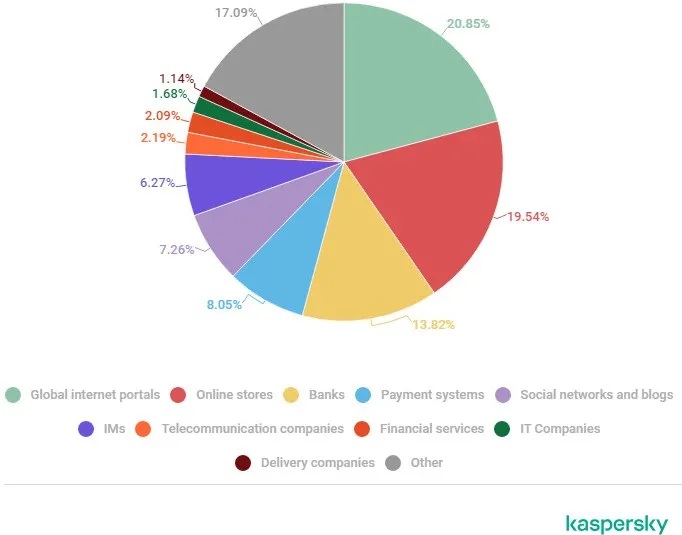 17.09%
20.85%
1.14%
1.68%
2.09%
2.19%
6.27%
19.54%
7.26%
8.05%
13.82%
Global internet portals Online stores Banks Payment systems Social networks and blogs
IMs Telecommunication companies Financial services IT Companies
Delivery companies Other
kaspersky